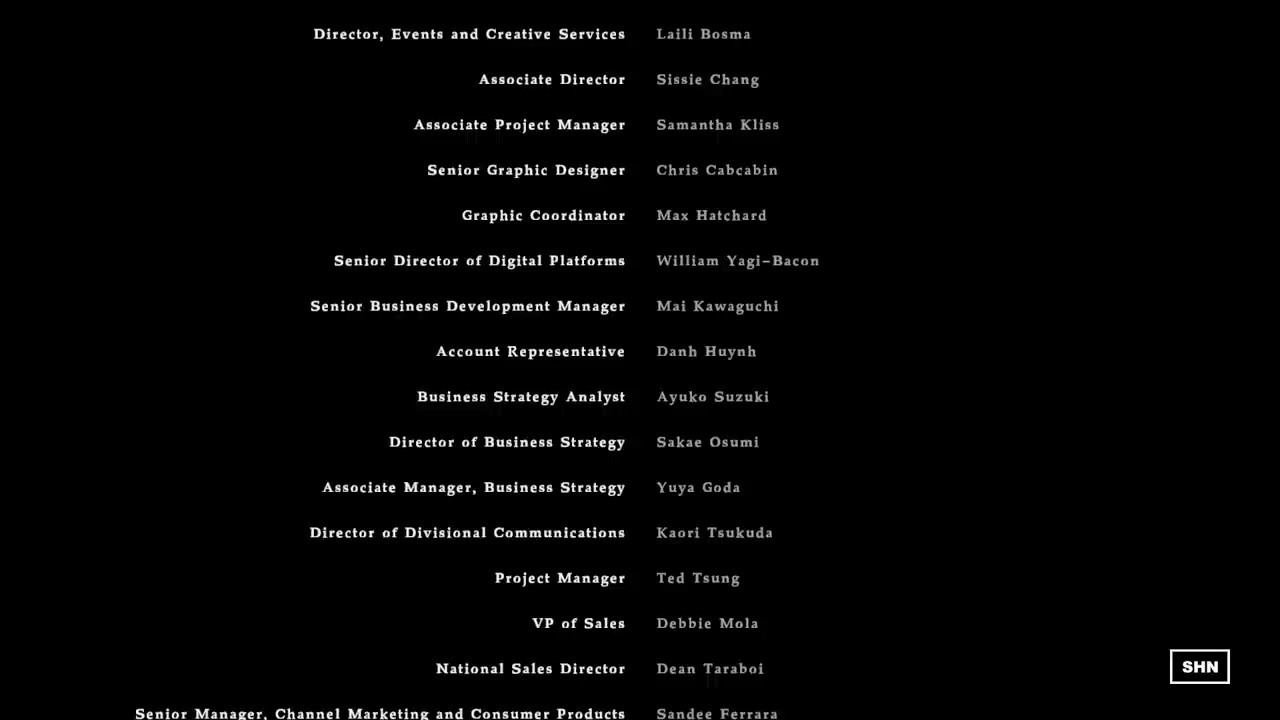 Director, Events and Creative Services Laili Bosma
Associate Director Sissie Chang
Associate Project Manager Samantha Kliss
Senior Graphic Designer Chris Cabcabin
Graphic Coordinator Max Hatchard
Senior Director of Digital Platforms William Yagi-Bacon
Senior Business Development Manager Mai Kawaguchi
Account Representative Danh Huynh
Business Strategy Analyst Ayuko Suzuki
Director of Business Strategy Sakae Osumi
Associate Manager, Business Strategy Yuya Goda
Director of Divisional Communications Kaori Tsukuda
Project Manager Ted Tsung
VP of Sales Debbie Mola
National Sales Director Dean Taraboi
SHN
Senior Manager, Channel Marketing and Consumer Products Sandee Ferrara